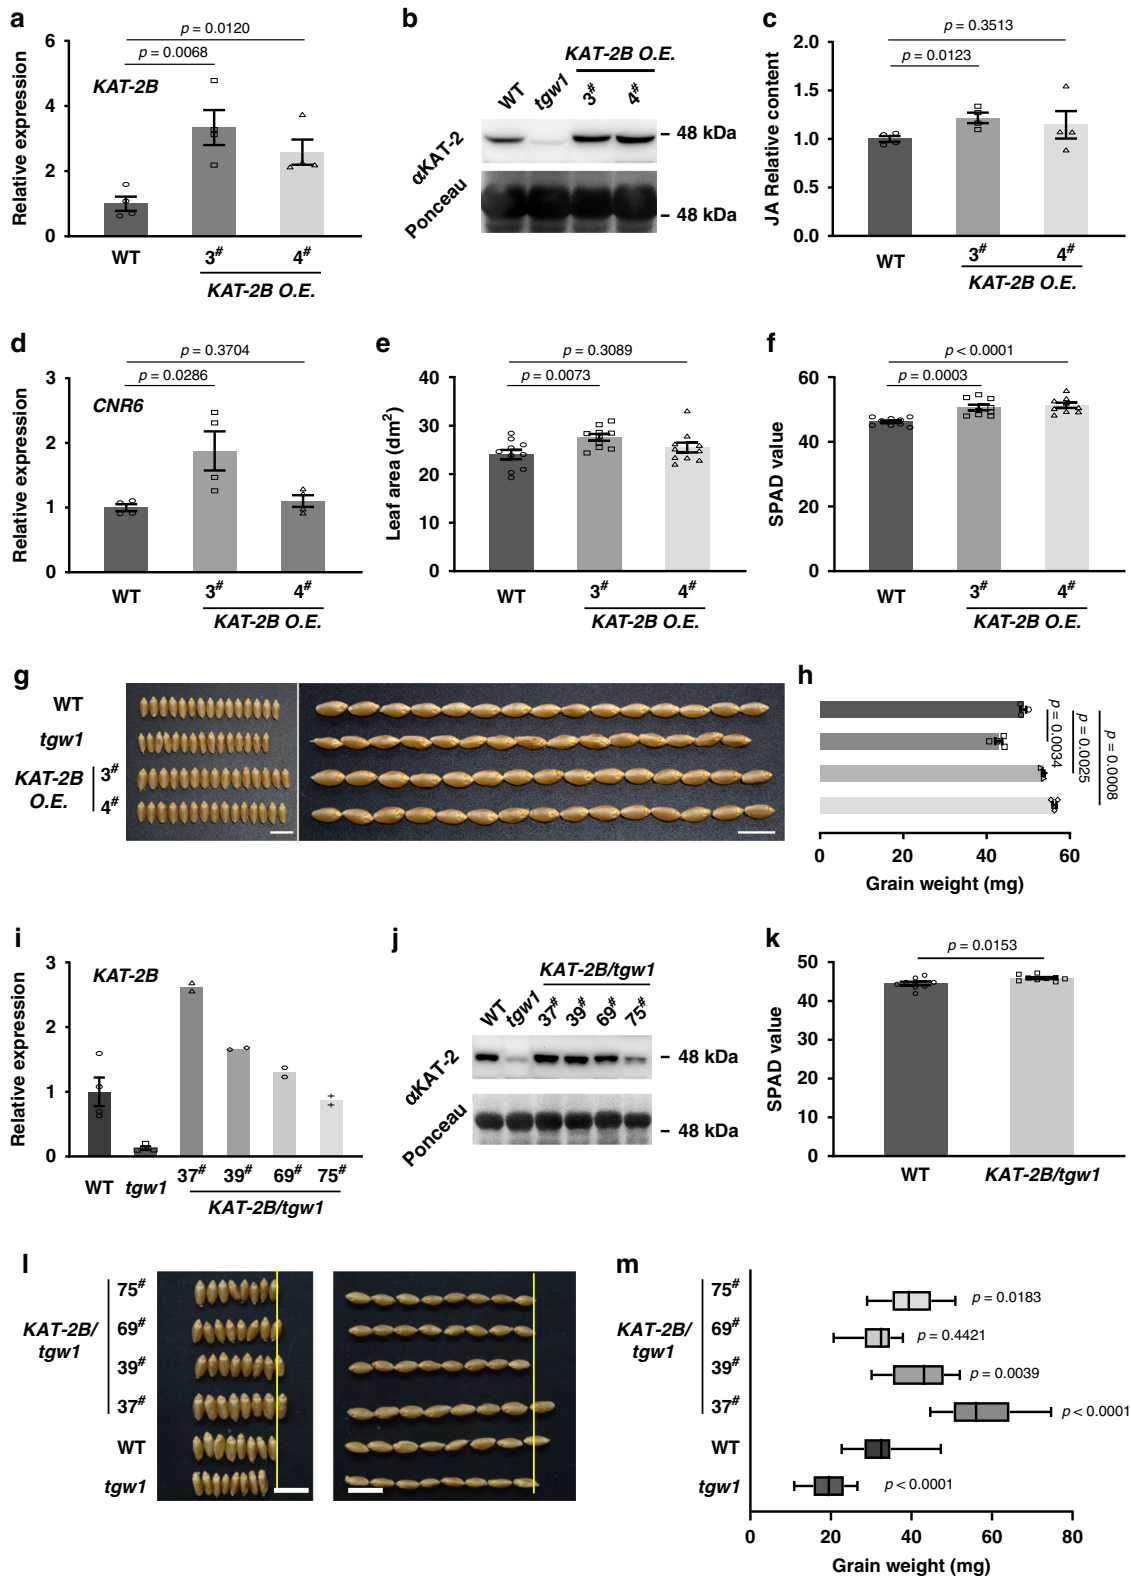 a
Relative expression
6
4
2
0
KAT-2B
p = 0.0120
p = 0.0068
WT
3#
4#
KAT-2B O.E.
b
KAT-2B O.E.
WT
tgw1
3#
4#
αKAT-2
– 48 kDa
Ponceau
– 48 kDa
c
JA Relative content
2.0
1.5
1.0
0.5
0.0
p = 0.3513
p = 0.0123
WT
3#
4#
KAT-2B O.E.
d
Relative expression
3
2
1
0
CNR6
p = 0.3704
p = 0.0286
WT
3#
4#
KAT-2B O.E.
e
Leaf area (dm²)
40
30
20
10
0
p = 0.3089
p = 0.0073
WT
3#
4#
KAT-2B O.E.
f
SPAD value
60
40
20
0
p < 0.0001
p = 0.0003
WT
3#
4#
KAT-2B O.E.
g
WT
tgw1
KAT-2B O.E.
3#
4#
h
p = 0.0034
p = 0.0025
p = 0.0008
0
20
40
60
Grain weight (mg)
i
Relative expression
3
2
1
0
KAT-2B
WT
tgw1
37#
39#
69#
75#
KAT-2B/tgw1
j
KAT-2B/tgw1
WT
tgw1
37#
39#
69#
75#
αKAT-2
– 48 kDa
Ponceau
– 48 kDa
k
SPAD value
50
40
30
20
10
0
p = 0.0153
WT
KAT-2B/tgw1
l
KAT-2B/
tgw1
75#
69#
39#
37#
WT
tgw1
m
KAT-2B/
tgw1
75#
69#
39#
37#
WT
tgw1
p = 0.0183
p = 0.4421
p = 0.0039
p < 0.0001
p < 0.0001
0
20
40
60
80
Grain weight (mg)